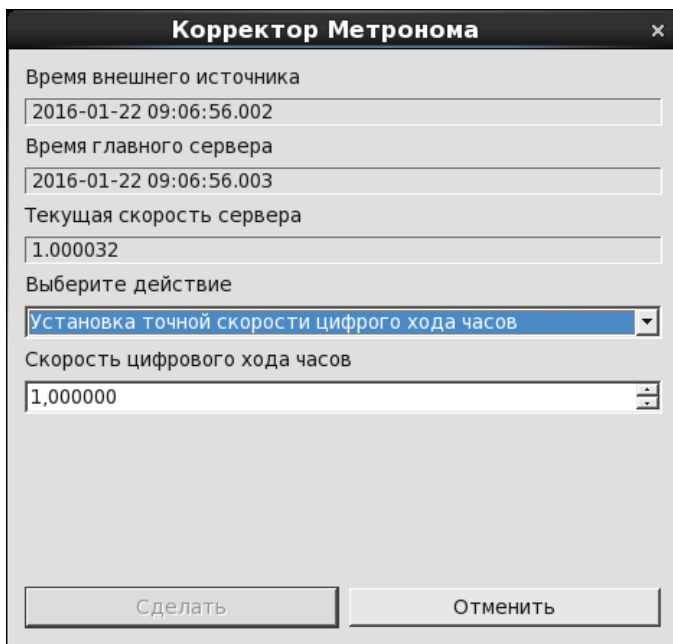 Корректор Метронома
Время внешнего источника
2016-01-22 09:06:56.002
Время главного сервера
2016-01-22 09:06:56.003
Текущая скорость сервера
1.000032
Выберите действие
Установка точной скорости цифрого хода часов
Скорость цифрового хода часов
1,000000
Сделать Отменить